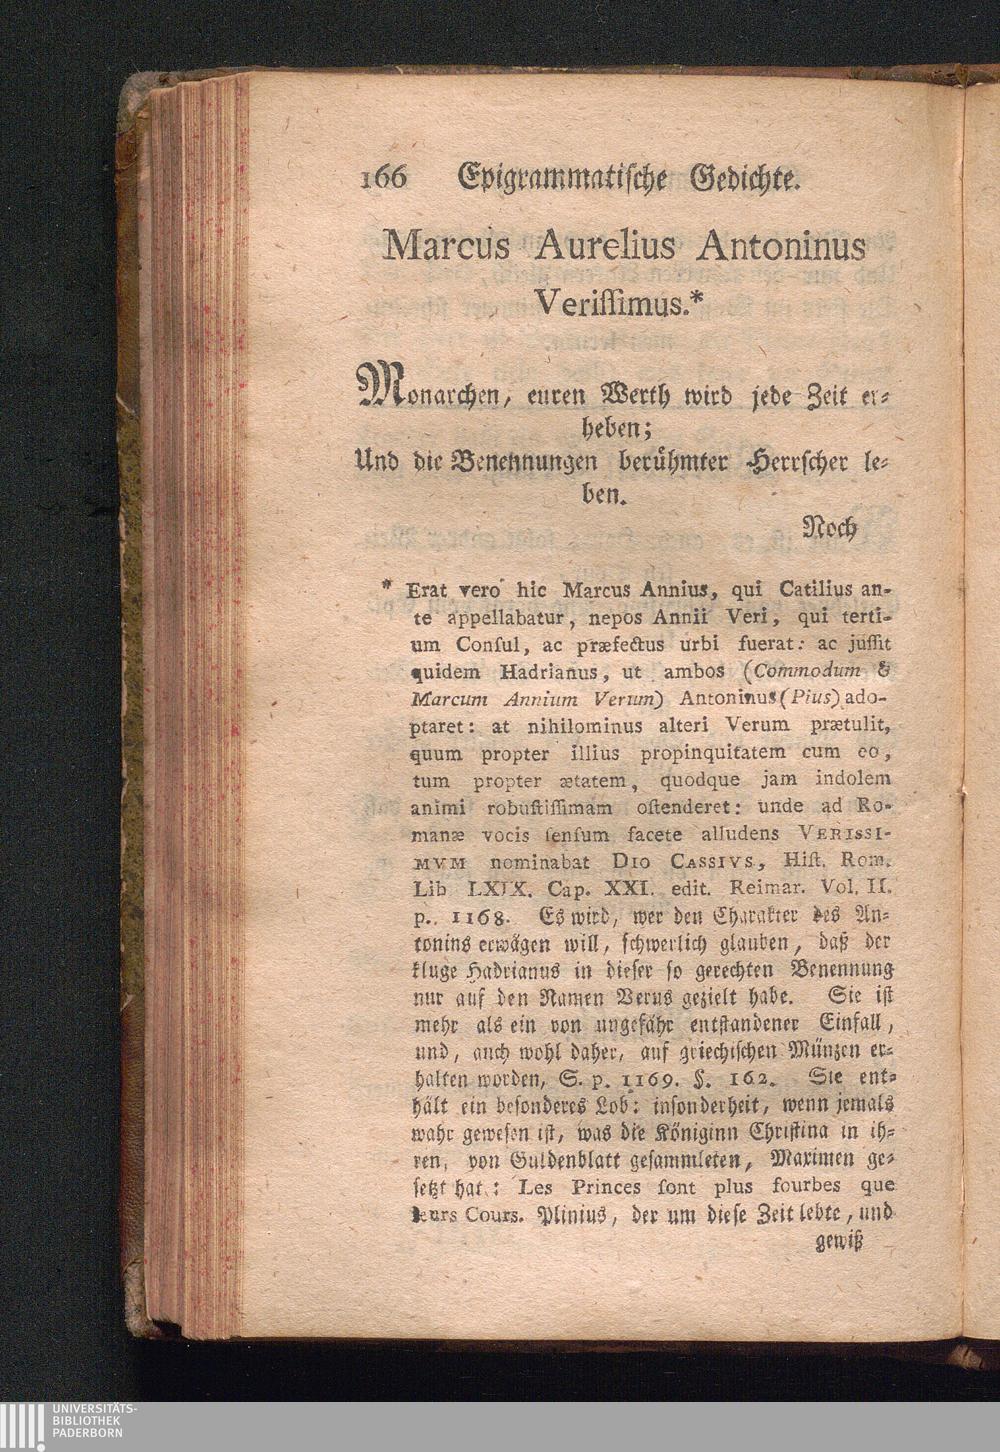 166 Epigrammatiſche Gedichte.
Marcus Aurelius Antoninus
Veriſſimus.*
Monarchen, euren Werth wird jede Zeit er⸗
heben;
Und die Benennungen berühmter Herrſcher le⸗
ben.
Noch
* Erat vero hic Marcus Annius, qui Catilius an-
te appellabatur, nepos Annii Veri, qui terti-
um Conſul, ac præfectus urbi fuerat: ac juſſit
quidem Hadrianus, ut ambos (Commodum &
Marcum Annium Verum) Antoninus (Pius) ado-
ptaret: at nihilominus alteri Verum prætulit,
quum propter illius propinquitatem cum eo,
tum propter ætatem, quodque jam indolem
animi robuſtiſſimam oſtenderet: unde ad Ro-
manæ vocis ſenſum facete alludens VERISSI-
MVM nominabat DIO CASSIVS, Hiſt. Rom.
Lib LXIX. Cap. XXI. edit. Reimar. Vol. II.
p. 1168. Es wird, wer den Charakter des An⸗
tonins erwägen will, ſchwerlich glauben, daß der
kluge Hadrianus in dieſer ſo gerechten Benennung
nur auf den Namen Verus gezielt habe. Sie iſt
mehr als ein von ungefähr entſtandener Einfall,
und, auch wohl daher, auf griechiſchen Münzen er⸗
halten worden, S. p. 1169. §. 162. Sie ent⸗
hält ein beſonderes Lob: inſonderheit, wenn jemals
wahr geweſen iſt, was die Königinn Chriſtina in ih⸗
ren, von Guldenblatt geſammleten, Maximen ge⸗
ſetzt hat: Les Princes ſont plus fourbes que
leurs Cours. Plinius, der um dieſe Zeit lebte, und
gewiß
UNIVERSITÄTS-
BIBLIOTHEK
PADERBORN